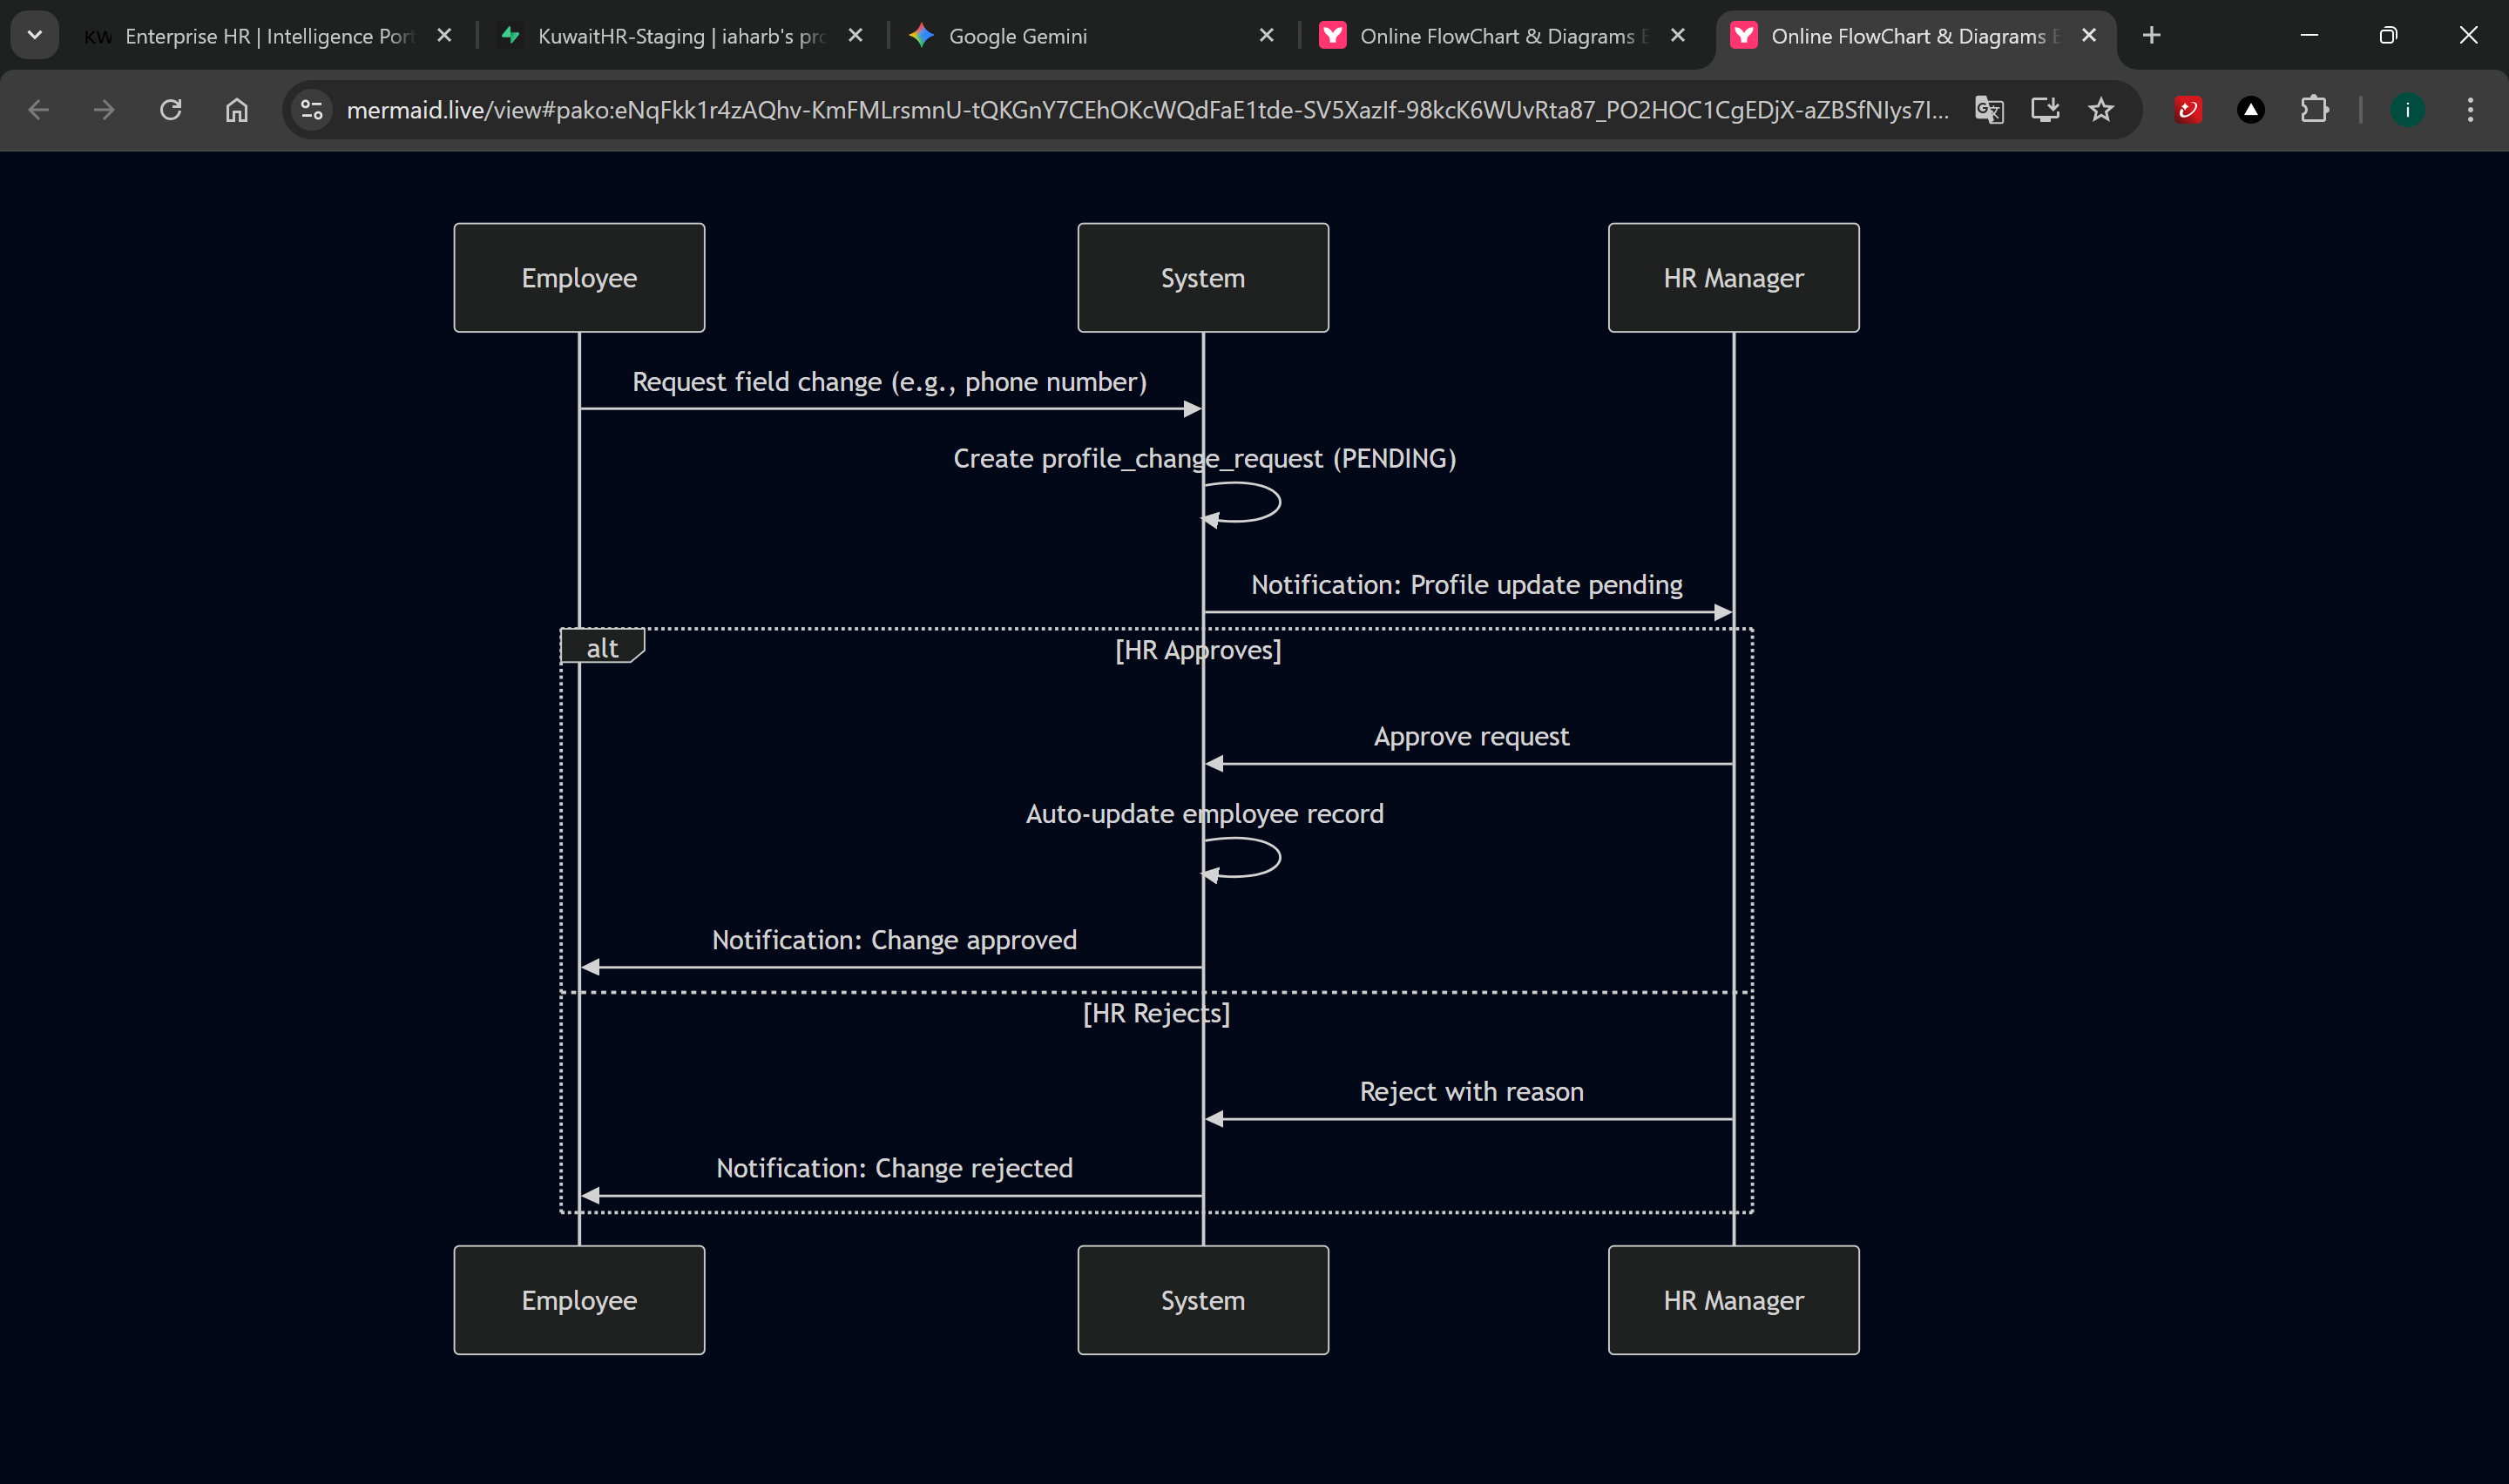 KW Enterprise HR | Intelligence Port
KuwaitHR-Staging | iaharb's pro
Google Gemini
Online FlowChart & Diagrams E
Online FlowChart & Diagrams E
mermaid.live/view#pako:eNqFkk1r4zAQhv-KmFMLrsmnU-tQKGnY7CEhOKcWQdFaE1tde-SV5XazIf-98kcK6WUvRta87_PO2HOC1CgEDjX-aZBSfNIys7I...
i
Employee
System
HR Manager
Request field change (e.g., phone number)
Create profile_change_request (PENDING)
Notification: Profile update pending
alt
[HR Approves]
Approve request
Auto-update employee record
Notification: Change approved
[HR Rejects]
Reject with reason
Notification: Change rejected
Employee
System
HR Manager